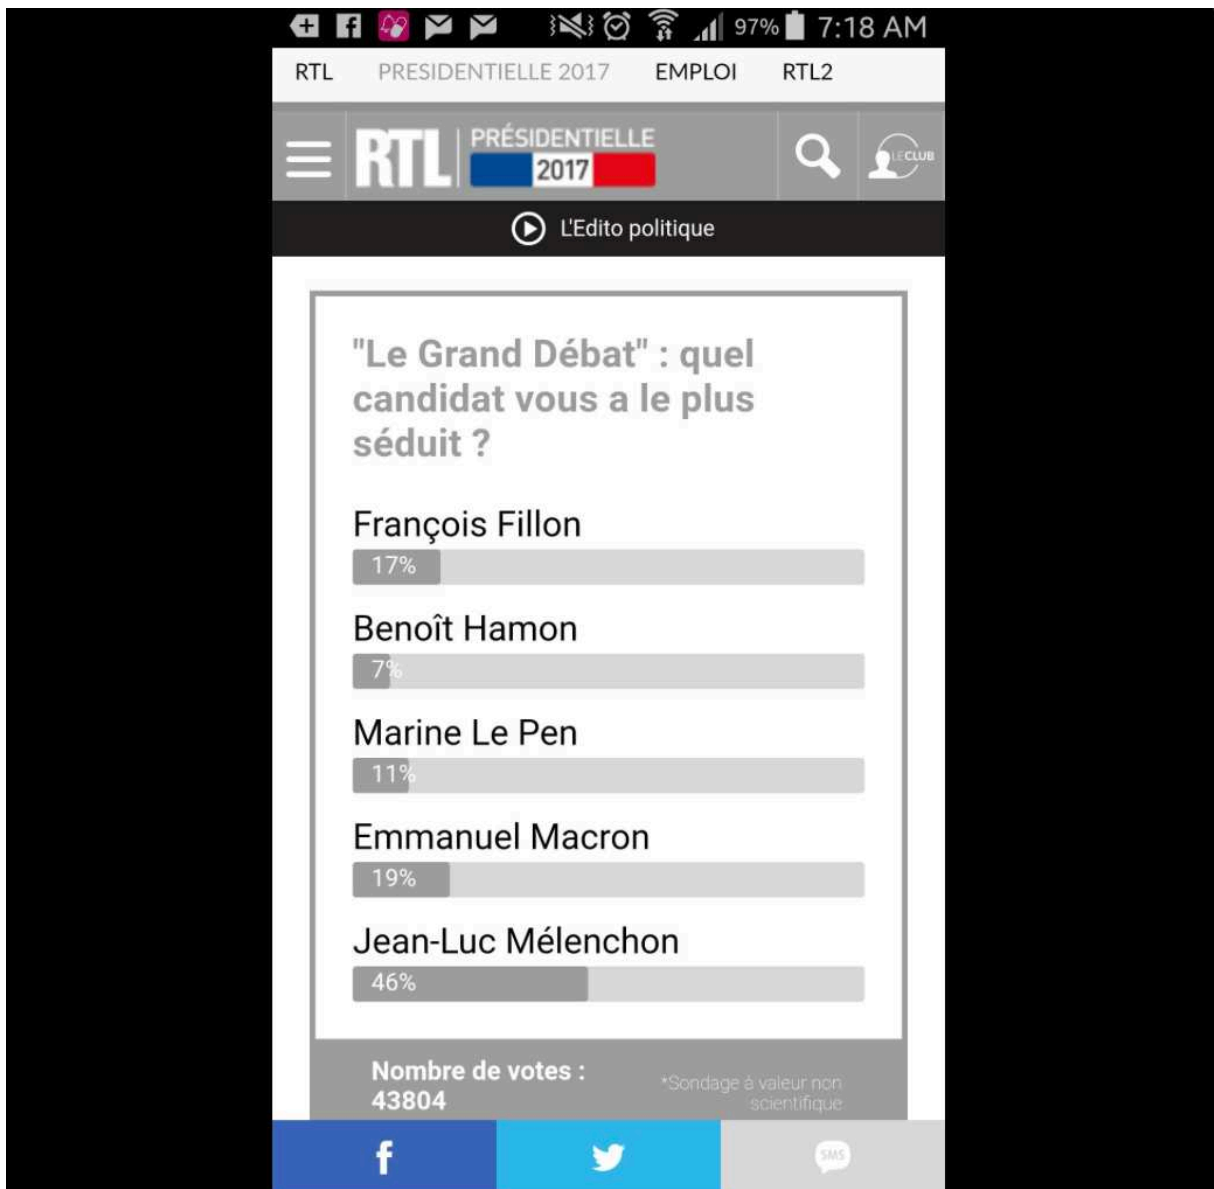 97% 7:18 AM
RTL PRESIDENTIELLE 2017 EMPLOI RTL2
RTL PRÉSIDENTIELLE
2017
LECLUB
L'Edito politique
"Le Grand Débat" : quel
candidat vous a le plus
séduit ?
François Fillon
17%
Benoît Hamon
7%
Marine Le Pen
11%
Emmanuel Macron
19%
Jean-Luc Mélenchon
46%
Nombre de votes :
43804
*Sondage à valeur non
scientifique
SMS